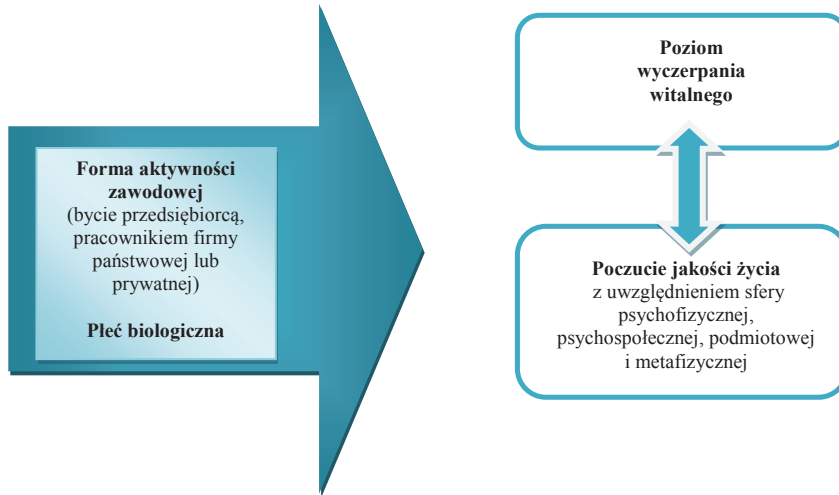 Forma aktywności
zawodowej
(bycie przedsiębiorcą,
pracownikiem firmy
państwowej lub
prywatnej)
Płeć biologiczna
Poziom
wyczerpania
witalnego
Poczucie jakości życia
z uwzględnieniem sfery
psychofizycznej,
psychospołecznej, podmiotowej
i metafizycznej